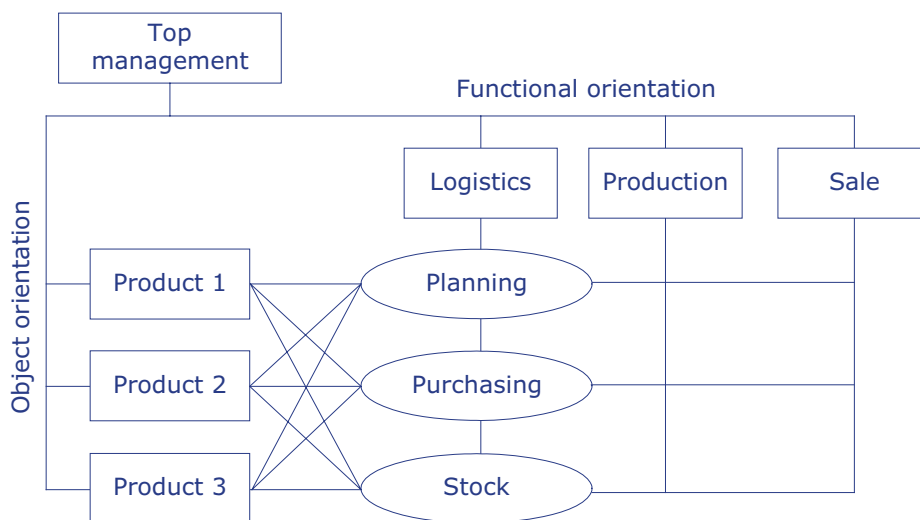 Top
management
Functional orientation
Logistics
Production
Sale
Object orientation
Product 1
Planning
Product 2
Purchasing
Product 3
Stock